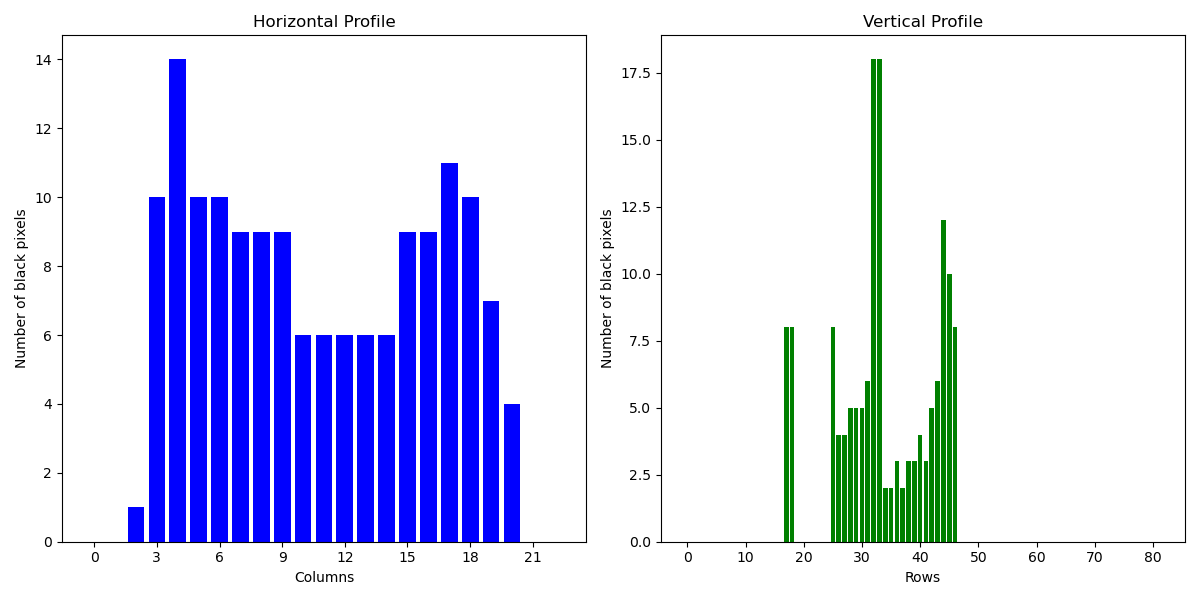 Horizontal Profile
Number of black pixels
0 2 4 6 8 10 12 14
0 3 6 9 12 15 18 21
Columns
Vertical Profile
Number of black pixels
0.0 2.5 5.0 7.5 10.0 12.5 15.0 17.5
0 10 20 30 40 50 60 70 80
Rows